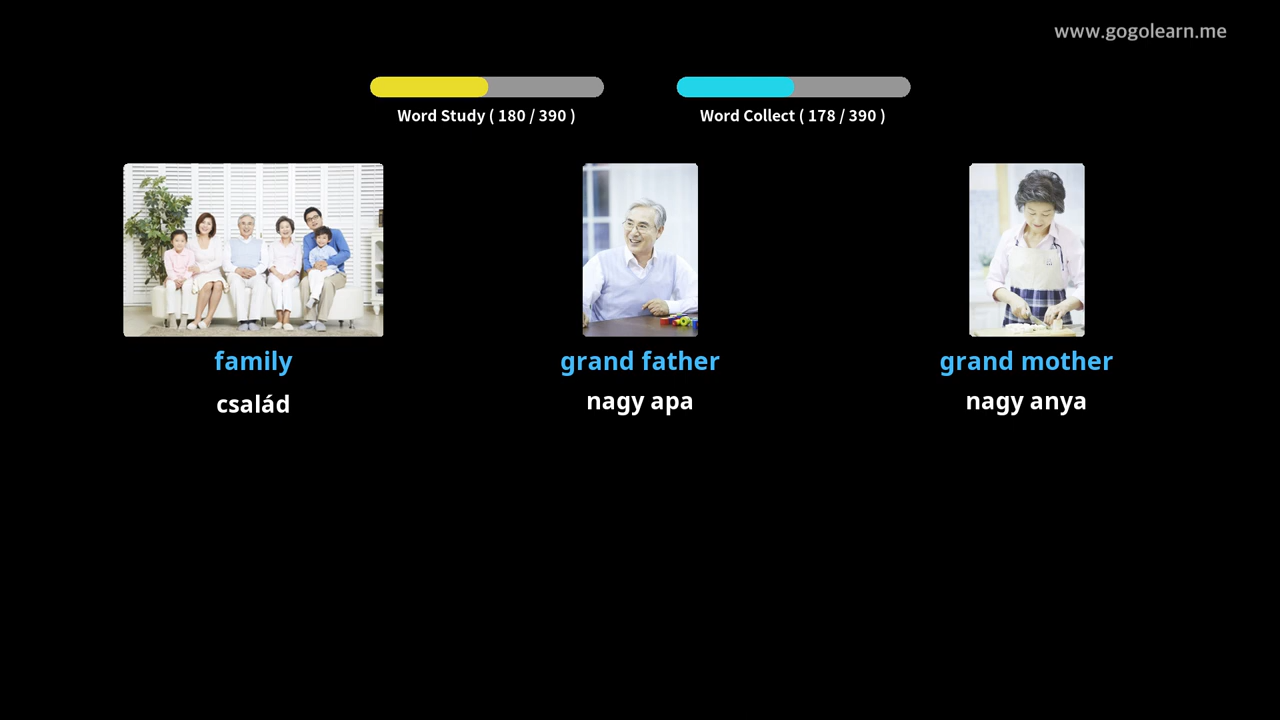 www.gogolearn.me
Word Study ( 180 / 390 )
Word Collect ( 178 / 390 )
family
grand father
grand mother
család
nagy apa
nagy anya